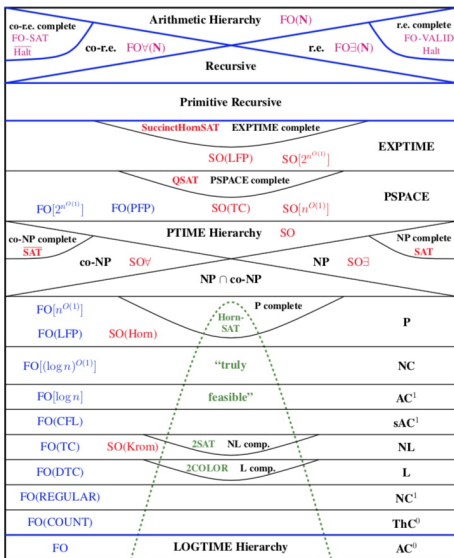 Arithmetic Hierarchy FO(N)
co-r.e. complete
r.e. complete
FO-SAT
FO-VALID
Halt
Halt
co-r.e. FO∀(N)
r.e. FO∃(N)
Recursive
Primitive Recursive
SuccinctHornSAT EXPTIME complete
SO(LFP) SO[2^{n^{O(1)}}]
EXPTIME
QSAT PSPACE complete
PSPACE
FO[2^{n^{O(1)}}] FO(PFP) SO(TC) SO[n^{O(1)}]
PTIME Hierarchy SO
co-NP complete
NP complete
S̅A̅T̅
SAT
co-NP SO∀
NP SO∃
NP ∩ co-NP
FO[n^{O(1)}]
P complete
Horn-
SAT
P
FO(LFP) SO(Horn)
FO[(log n)^{O(1)}] “truly NC
FO[log n] feasible” AC¹
FO(CFL) sAC¹
FO(TC) SO(Krom) 2SAT NL comp. NL
FO(DTC) 2COLOR L comp. L
FO(REGULAR) NC¹
FO(COUNT) ThC⁰
FO LOGTIME Hierarchy AC⁰